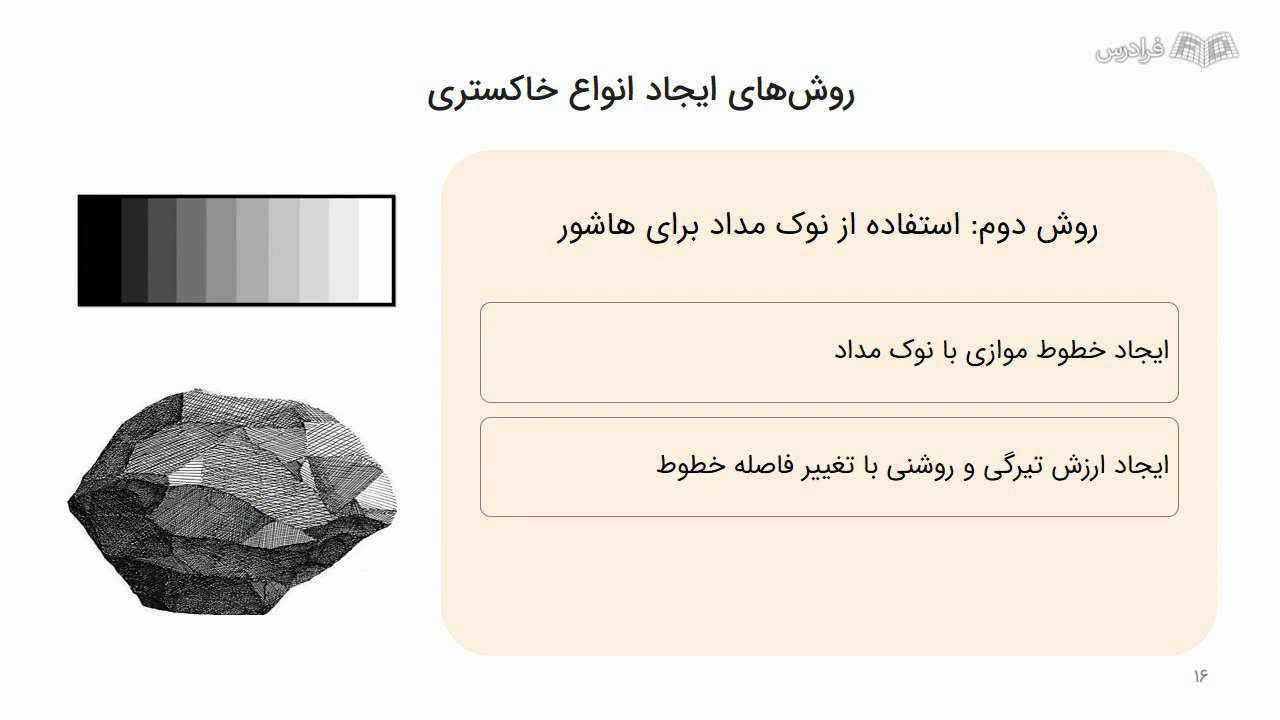 فرادرس
روش‌های ایجاد انواع خاکستری
روش دوم: استفاده از نوک مداد برای هاشور
ایجاد خطوط موازی با نوک مداد
ایجاد ارزش تیرگی و روشنی با تغییر فاصله خطوط
۱۶